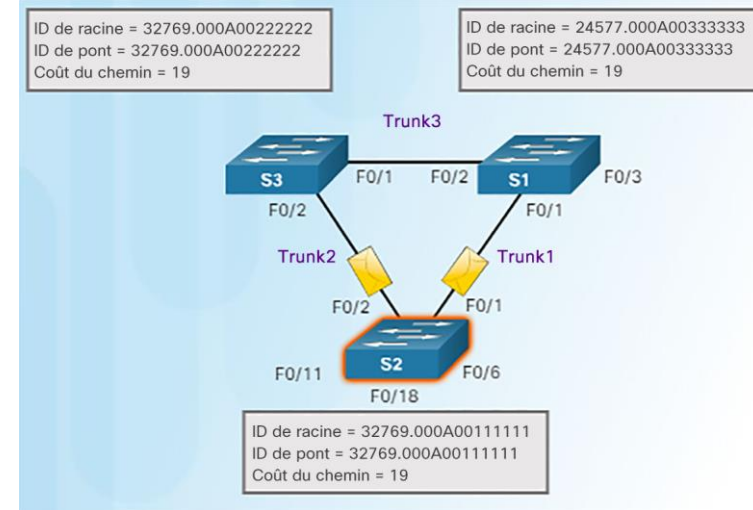 ID de racine = 32769.000A00222222
ID de pont = 32769.000A00222222
Coût du chemin = 19
ID de racine = 24577.000A00333333
ID de pont = 24577.000A00333333
Coût du chemin = 19
Trunk3
S3
F0/1
F0/2
S1
F0/3
F0/2
F0/1
Trunk2
Trunk1
F0/2
F0/1
S2
F0/11
F0/6
F0/18
ID de racine = 32769.000A00111111
ID de pont = 32769.000A00111111
Coût du chemin = 19